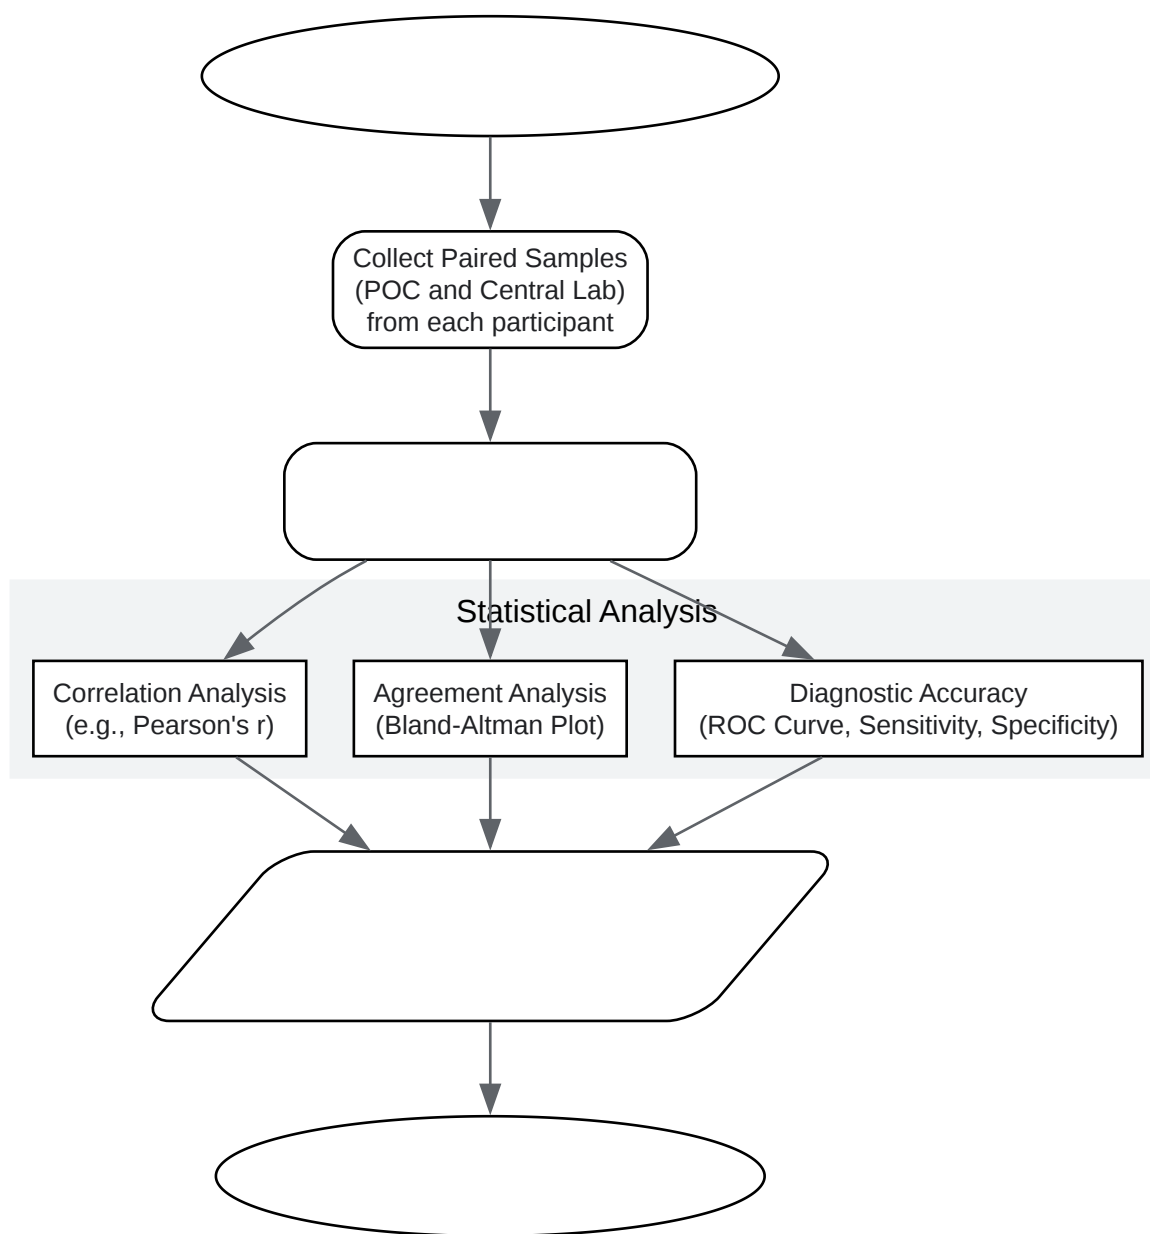 Collect Paired Samples
(POC and Central Lab)
from each participant
Statistical Analysis
Correlation Analysis
(e.g., Pearson's r)
Agreement Analysis
(Bland-Altman Plot)
Diagnostic Accuracy
(ROC Curve, Sensitivity, Specificity)